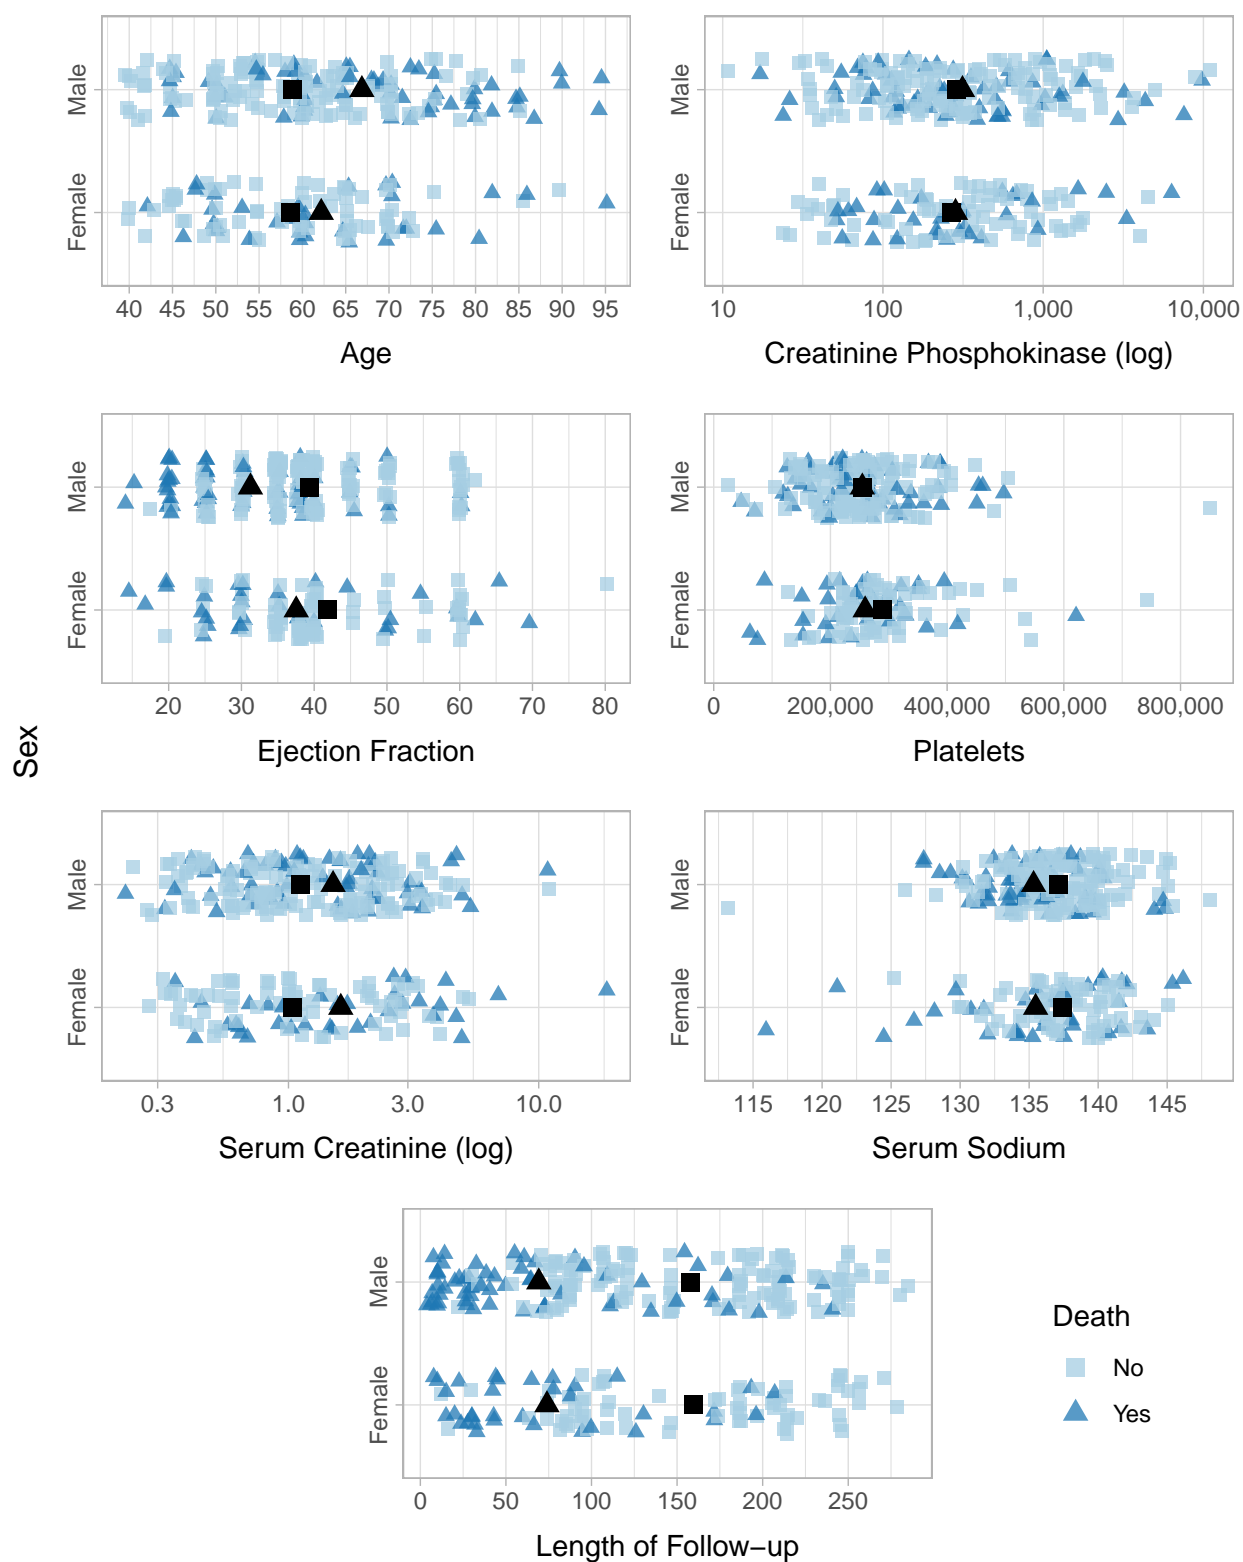 Male
Female
40 45 50 55 60 65 70 75 80 85 90 95
Age
Male
Female
10 100 1,000 10,000
Creatinine Phosphokinase (log)
Male
Female
20 30 40 50 60 70 80
Ejection Fraction
Male
Female
0 200,000 400,000 600,000 800,000
Platelets
Sex
Male
Female
0.3 1.0 3.0 10.0
Serum Creatinine (log)
Male
Female
115 120 125 130 135 140 145
Serum Sodium
Male
Female
0 50 100 150 200 250
Length of Follow−up
Death
No
Yes